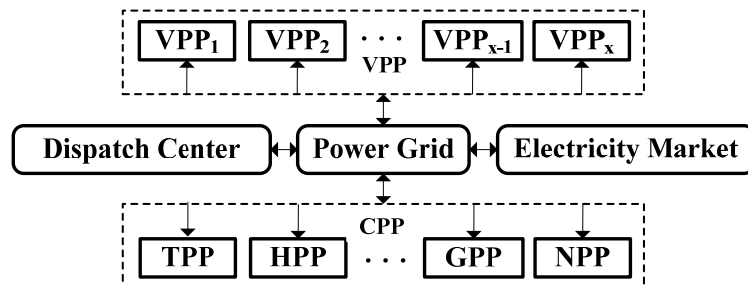 VPP₁ VPP₂ · · · VPPₓ₋₁ VPPₓ
VPP
Dispatch Center Power Grid Electricity Market
CPP
TPP HPP · · · GPP NPP